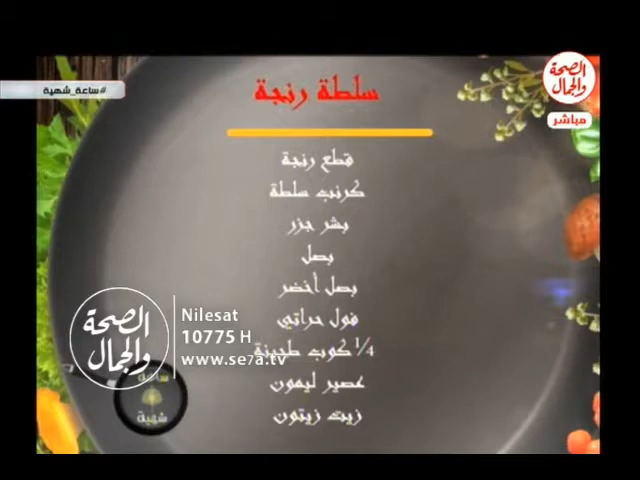 سلطة رنجة
#ساعة_شهية
الصحة
والجمال
مباشر
قطع رنجة
كرنب سلطة
بشر جزر
بصل
بصل أخضر
فول حراتي
1/4 كوب طحينة
عصير ليمون
زيت زيتون
الصحة
والجمال
Nilesat
10775 H
www.se7a.tv
ساعة
شهية